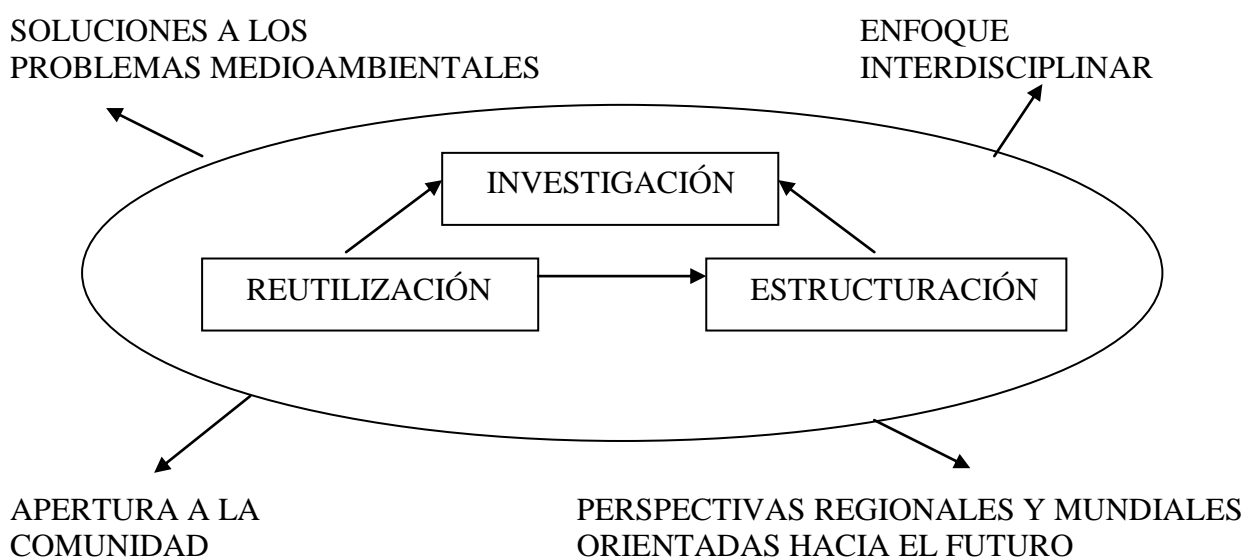 SOLUCIONES A LOS
PROBLEMAS MEDIOAMBIENTALES
ENFOQUE
INTERDISCIPLINAR
INVESTIGACIÓN
REUTILIZACIÓN
ESTRUCTURACIÓN
APERTURA A LA
COMUNIDAD
PERSPECTIVAS REGIONALES Y MUNDIALES
ORIENTADAS HACIA EL FUTURO